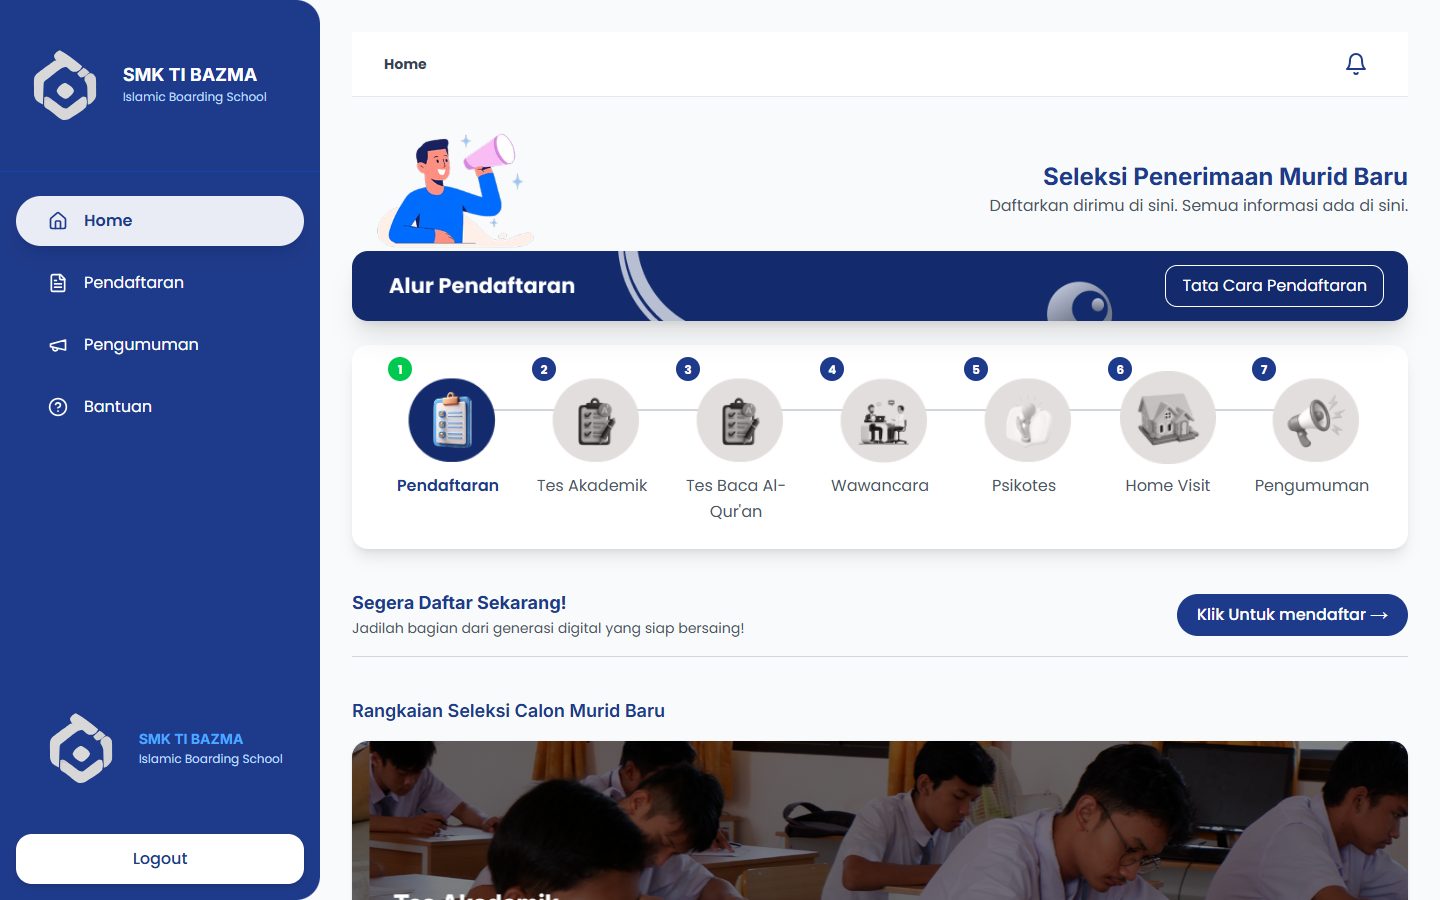 SMK TI BAZMA
Islamic Boarding School
Home
Pendaftaran
Pengumuman
Bantuan
SMK TI BAZMA
Islamic Boarding School
Logout
Home
Seleksi Penerimaan Murid Baru
Daftarkan dirimu di sini. Semua informasi ada di sini.
Alur Pendaftaran
Tata Cara Pendaftaran
1
2
3
4
5
6
7
Pendaftaran
Tes Akademik
Tes Baca Al-
Qur'an
Wawancara
Psikotes
Home Visit
Pengumuman
Segera Daftar Sekarang!
Jadilah bagian dari generasi digital yang siap bersaing!
Klik Untuk mendaftar →
Rangkaian Seleksi Calon Murid Baru
Tes Akademik